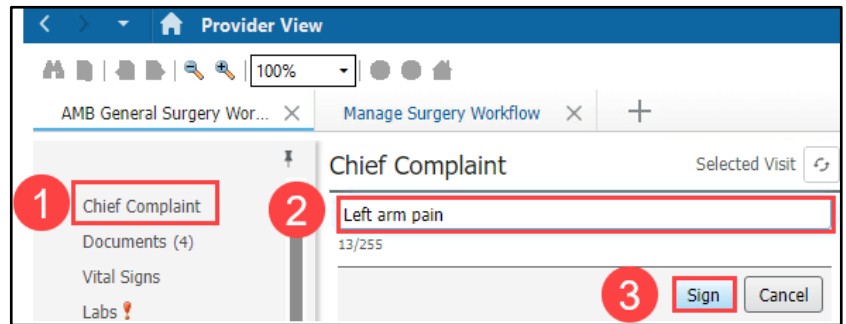 Provider View
100%
AMB General Surgery Wor...
Manage Surgery Workflow
Chief Complaint
Selected Visit
1
Chief Complaint
2
Left arm pain
Documents (4)
13/255
Vital Signs
3
Sign
Cancel
Labs